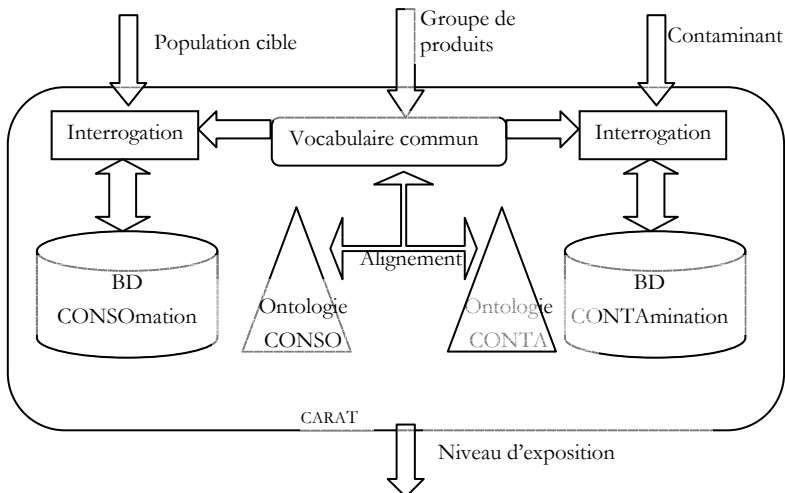 Population cible
Groupe de
produits
Contaminant
Interrogation
Vocabulaire commun
Interrogation
Alignement
BD
CONSOmation
Ontologie
CONSO
Ontologie
CONTA
BD
CONTAmination
CARAT
Niveau d'exposition